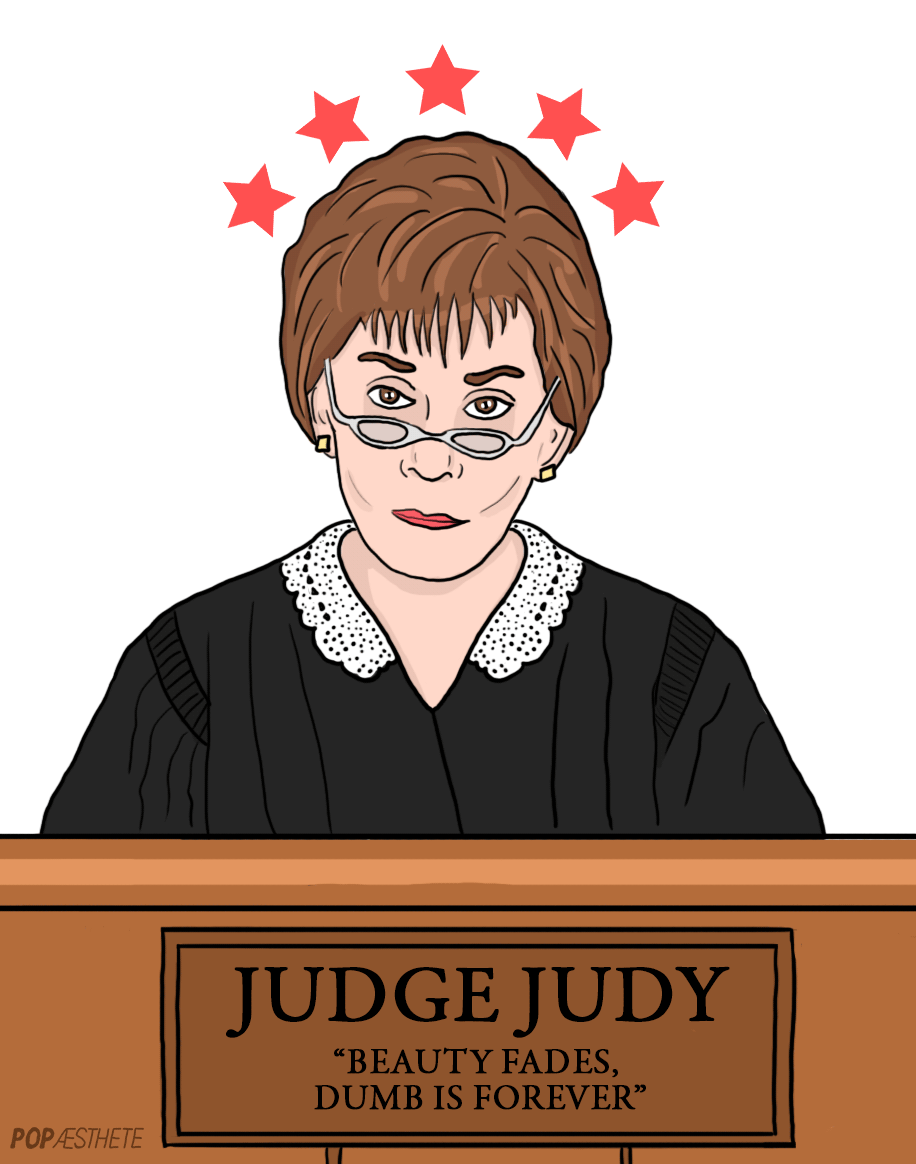 JUDGE JUDY
“BEAUTY FADES,
DUMB IS FOREVER”
POPÆSTHETE